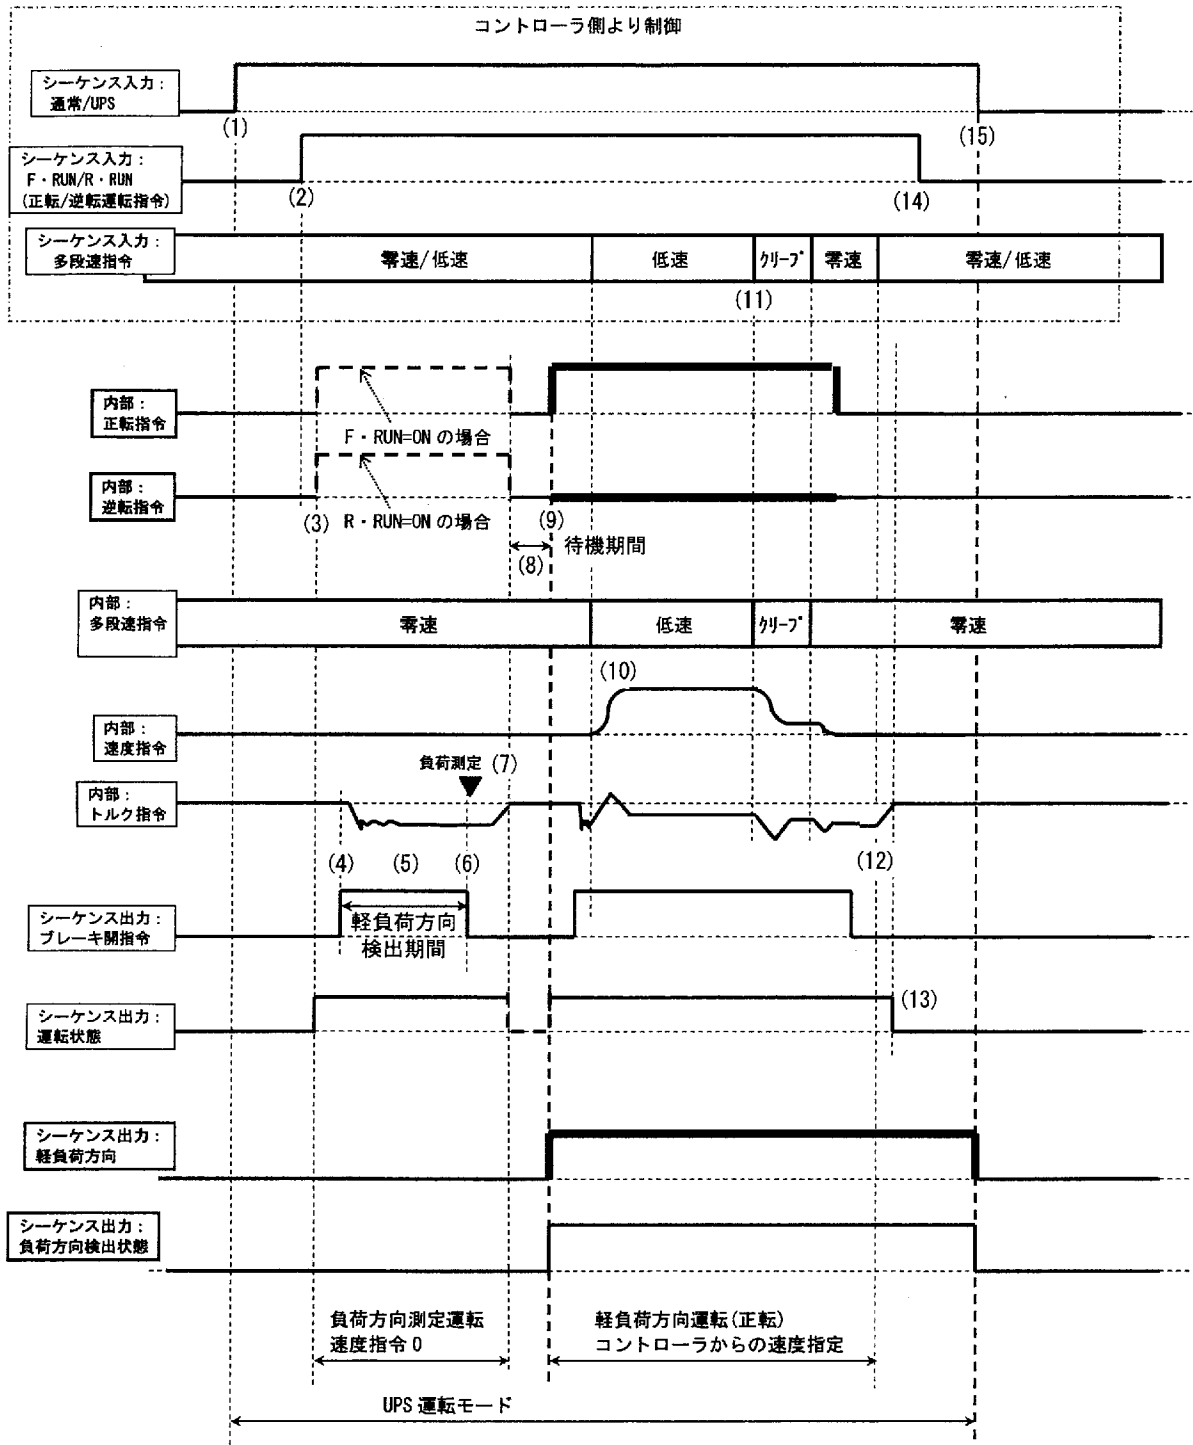 コントローラ側より制御
シーケンス入力：
通常/UPS
(1)
(15)
シーケンス入力：
F・RUN/R・RUN
(正転/逆転運転指令)
(2)
(14)
シーケンス入力：
多段速指令
零速/低速
低速
ｸﾘｰﾌﾟ
零速
零速/低速
(11)
内部：
正転指令
F・RUN=ON の場合
内部：
逆転指令
(3)
R・RUN=ON の場合
(9)
(8)
待機期間
内部：
多段速指令
零速
低速
ｸﾘｰﾌﾟ
零速
(10)
内部：
速度指令
負荷測定
(7)
内部：
トルク指令
(4)
(5)
(6)
(12)
シーケンス出力：
ブレーキ開指令
軽負荷方向
検出期間
シーケンス出力：
運転状態
(13)
シーケンス出力：
軽負荷方向
シーケンス出力：
負荷方向検出状態
負荷方向測定運転
速度指令 0
軽負荷方向運転(正転)
コントローラからの速度指定
UPS 運転モード